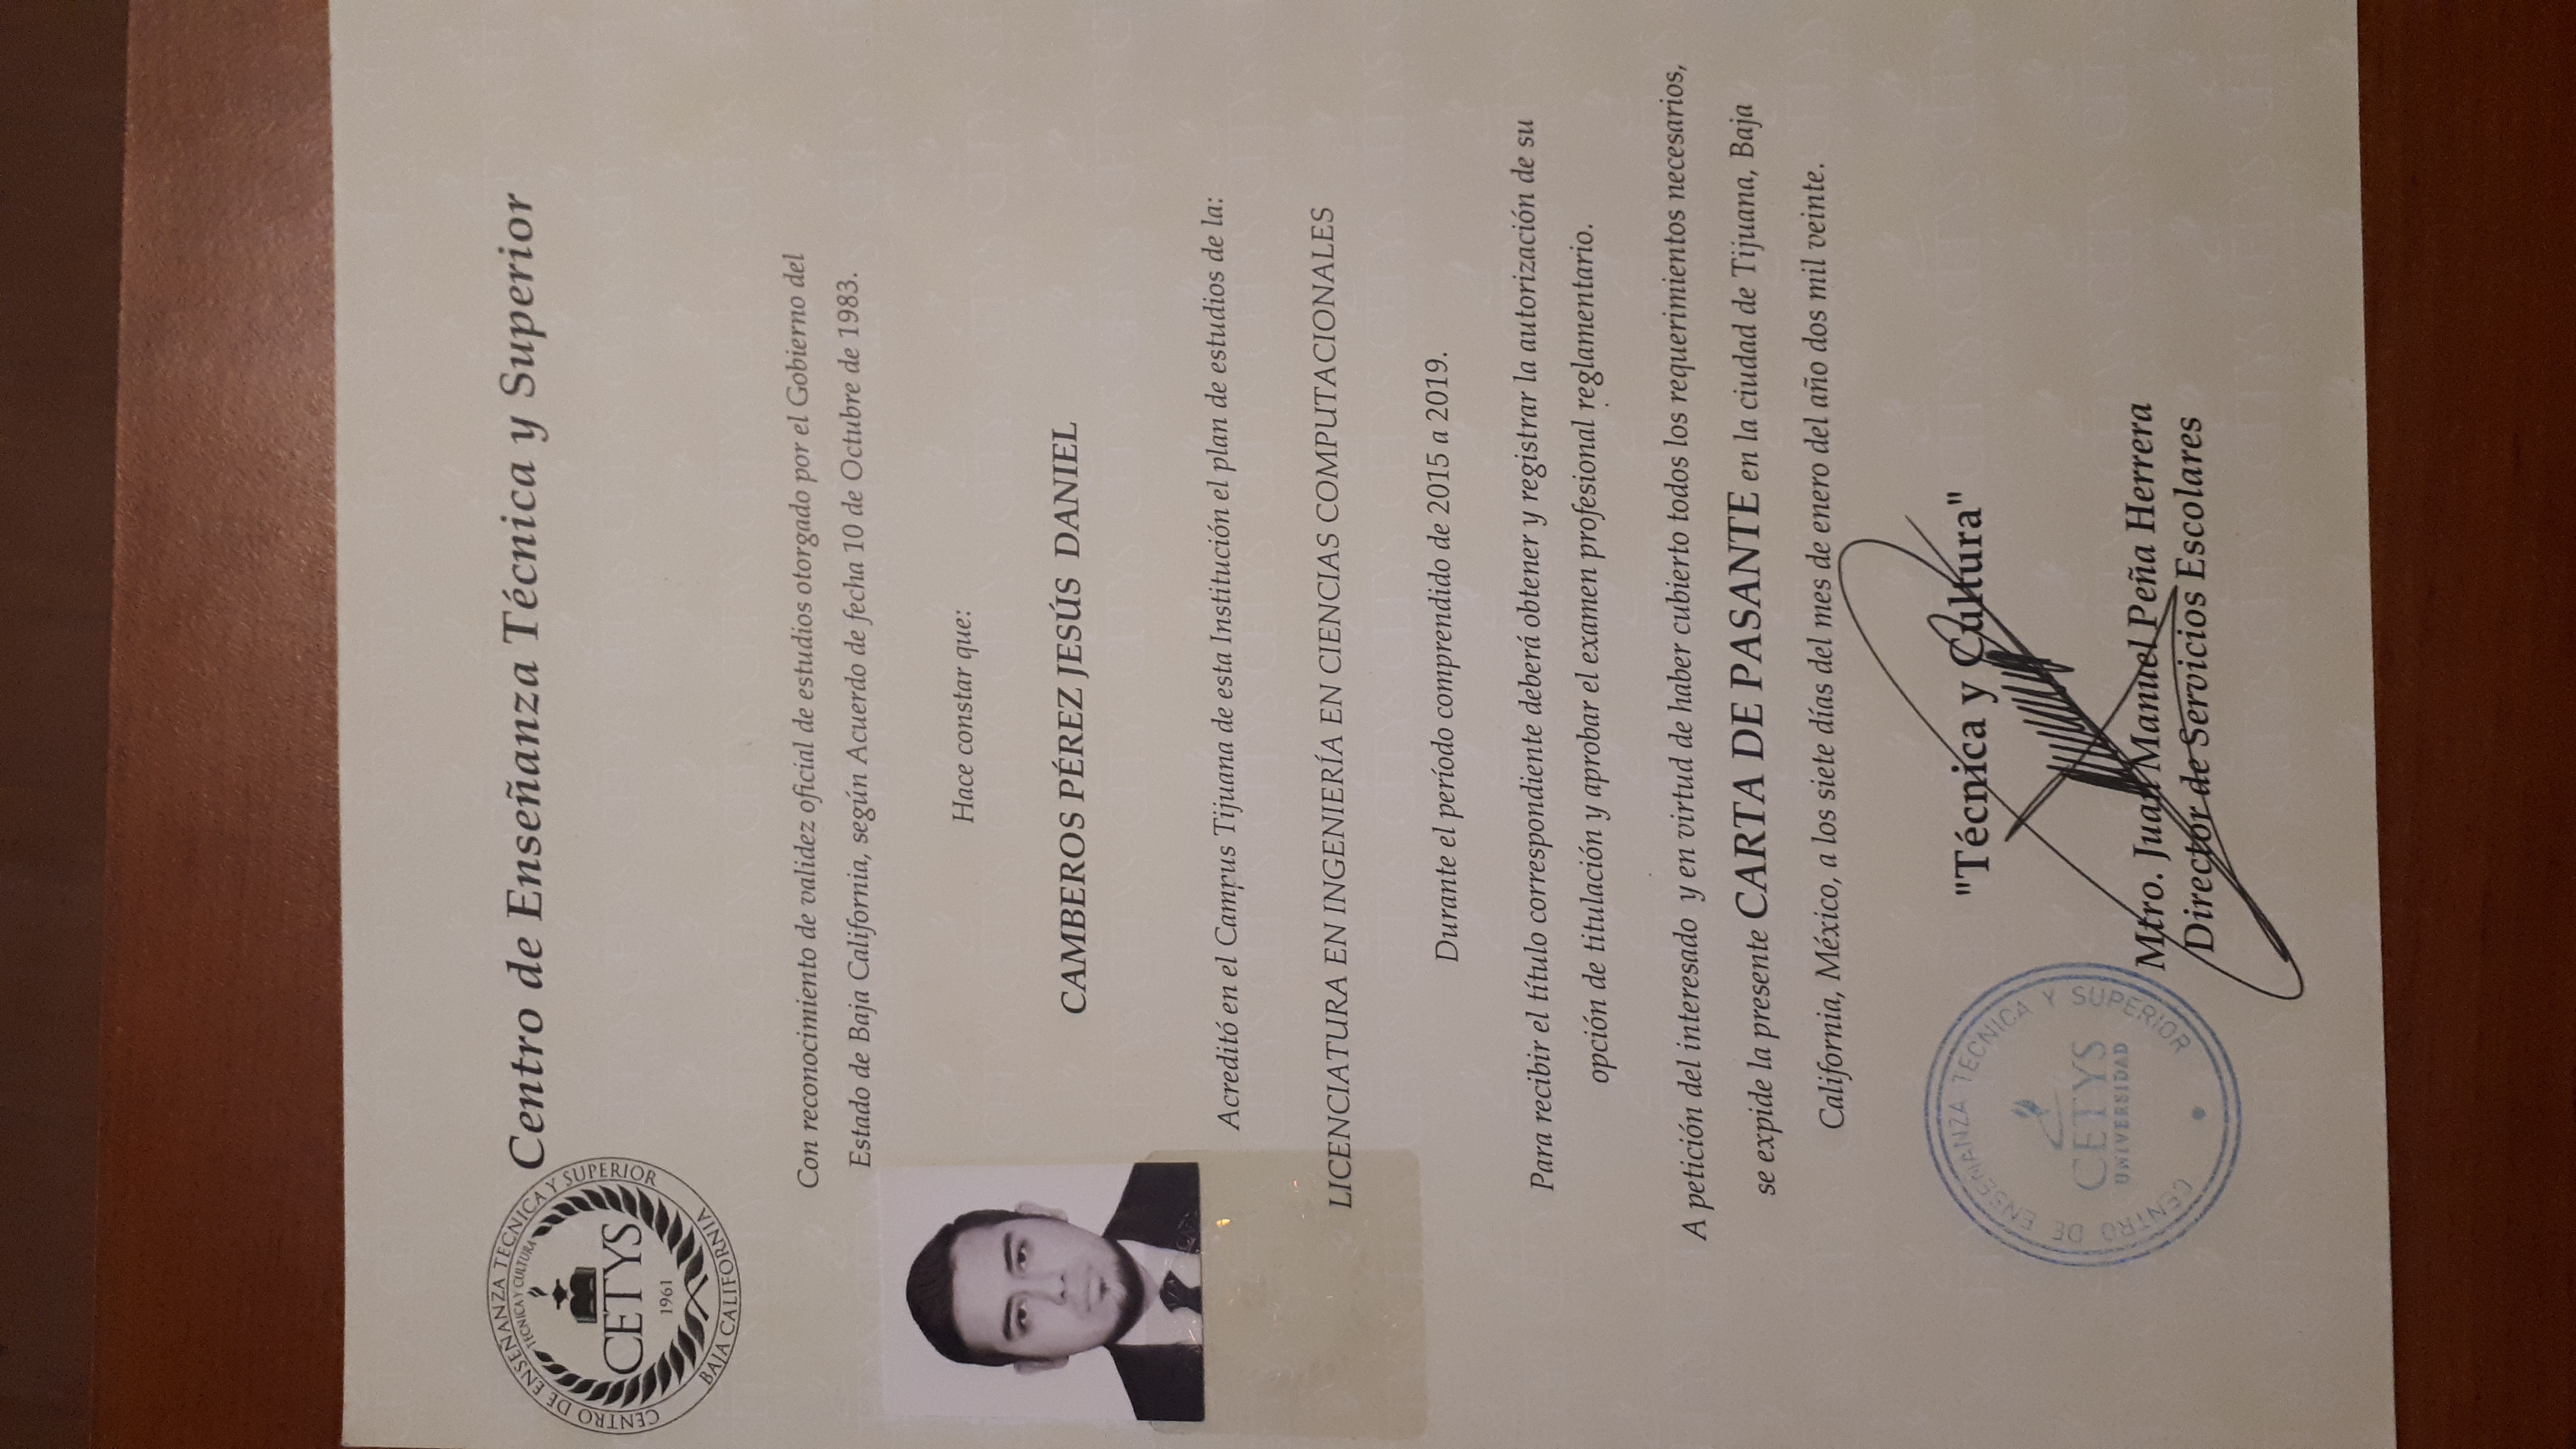 CENTRO DE ENSEÑANZA TECNICA Y SUPERIOR
TECNICA Y CULTURA
CETYS
1961
BAJA CALIFORNIA
Centro de Enseñanza Técnica y Superior
Con reconocimiento de validez oficial de estudios otorgado por el Gobierno del
Estado de Baja California, según Acuerdo de fecha 10 de Octubre de 1983.
Hace constar que:
CAMBEROS PÉREZ JESÚS DANIEL
Acreditó en el Campus Tijuana de esta Institución el plan de estudios de la:
LICENCIATURA EN INGENIERÍA EN CIENCIAS COMPUTACIONALES
Durante el período comprendido de 2015 a 2019.
Para recibir el título correspondiente deberá obtener y registrar la autorización de su
opción de titulación y aprobar el examen profesional reglamentario.
A petición del interesado y en virtud de haber cubierto todos los requerimientos necesarios,
se expide la presente CARTA DE PASANTE en la ciudad de Tijuana, Baja
California, México, a los siete días del mes de enero del año dos mil veinte.
"Técnica y Cultura"
CENTRO DE ENSEÑANZA TECNICA Y SUPERIOR
CETYS
UNIVERSIDAD
Mtro. Juan Manuel Peña Herrera
Director de Servicios Escolares